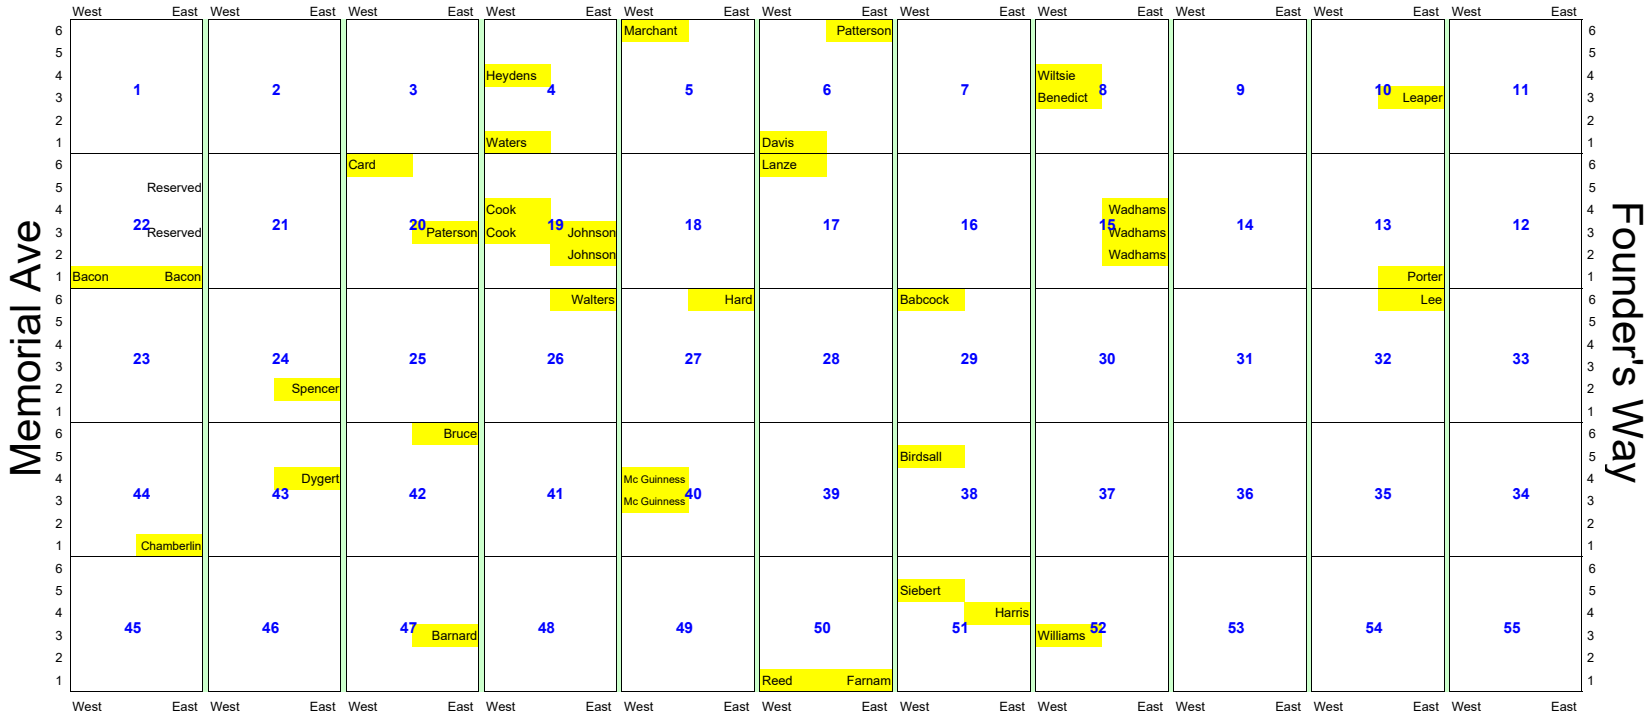 West East West East West East West East West East West East West East West East West East West East West East
6 Marchant Patterson 6
5 5
4 Heydens Wiltsie 4
1 2 3 4 5 6 7 8 9 10 11
3 Benedict Leaper 3
2 2
1 Waters Davis 1
6 Card Lanze 6
5 Reserved 5
4 Cook Wadhams 4
22 21 20 19 18 17 16 15 14 13 12
3 Reserved Paterson Cook Johnson Wadhams 3
2 Johnson Wadhams 2
1 Bacon Bacon Porter 1
6 Walters Hard Babcock Lee 6
5 5
4 4
23 24 25 26 27 28 29 30 31 32 33
3 3
2 Spencer 2
1 1
6 Bruce 6
5 Birdsall 5
4 Dygert Mc Guinness 4
44 43 42 41 40 39 38 37 36 35 34
3 Mc Guinness 3
2 2
1 Chamberlin 1
6 6
5 Siebert 5
4 Harris 4
45 46 47 48 49 50 51 52 53 54 55
3 Barnard Williams 3
2 2
1 Reed Farnam 1
West East West East West East West East West East West East West East West East West East West East West East
Memorial Ave
Founder's Way